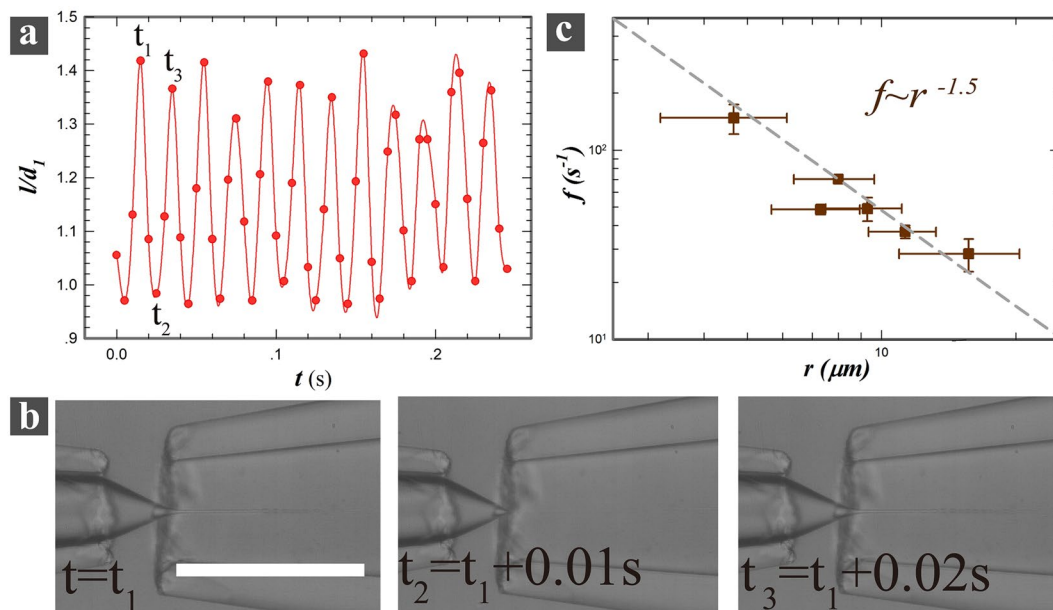 a
1.5
1.4
1.3
1.2
1.1
1.0
.9
l/d₁
t₁
t₃
t₂
0.0 .1 .2
t (s)
c
f~r ⁻¹·⁵
10²
10¹
f (s⁻¹)
10
r (μm)
b
t=t₁
t₂=t₁+0.01s
t₃=t₁+0.02s